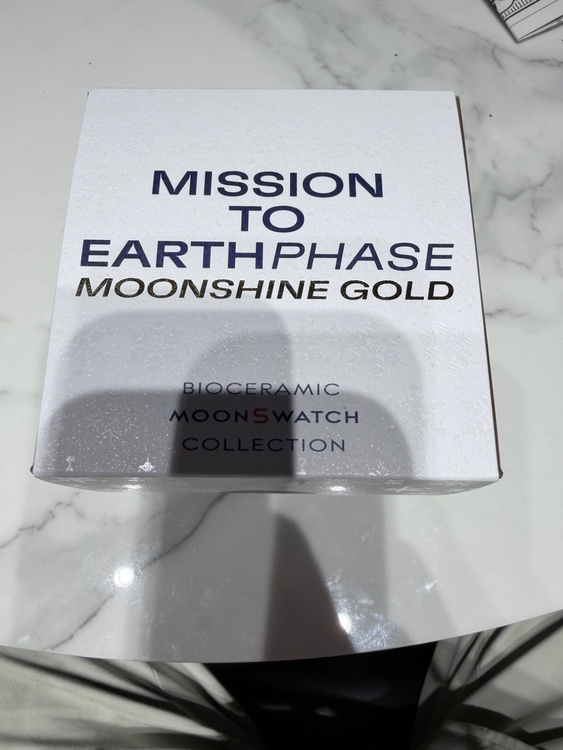 MISSION
TO
EARTHPHASE
MOONSHINE GOLD
BIOCERAMIC
MOONSWATCH
COLLECTION